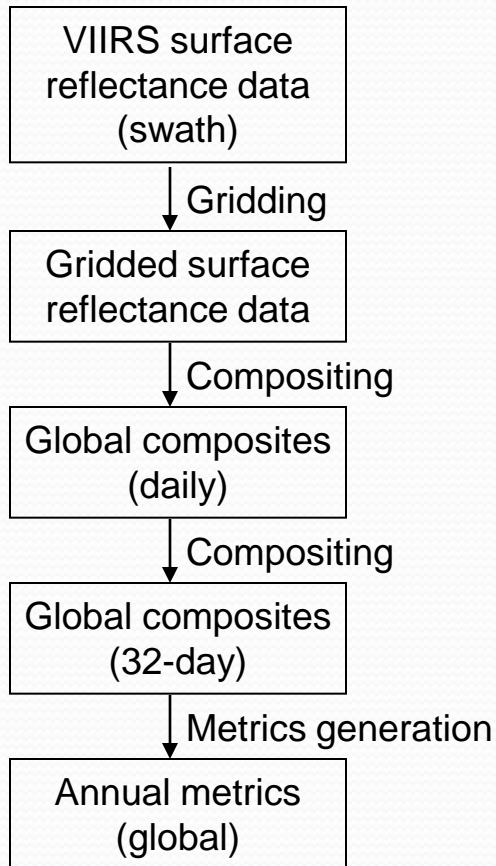 VIIRS surface
reflectance data
(swath)
Gridding
Gridded surface
reflectance data
Compositing
Global composites
(daily)
Compositing
Global composites
(32-day)
Metrics generation
Annual metrics
(global)